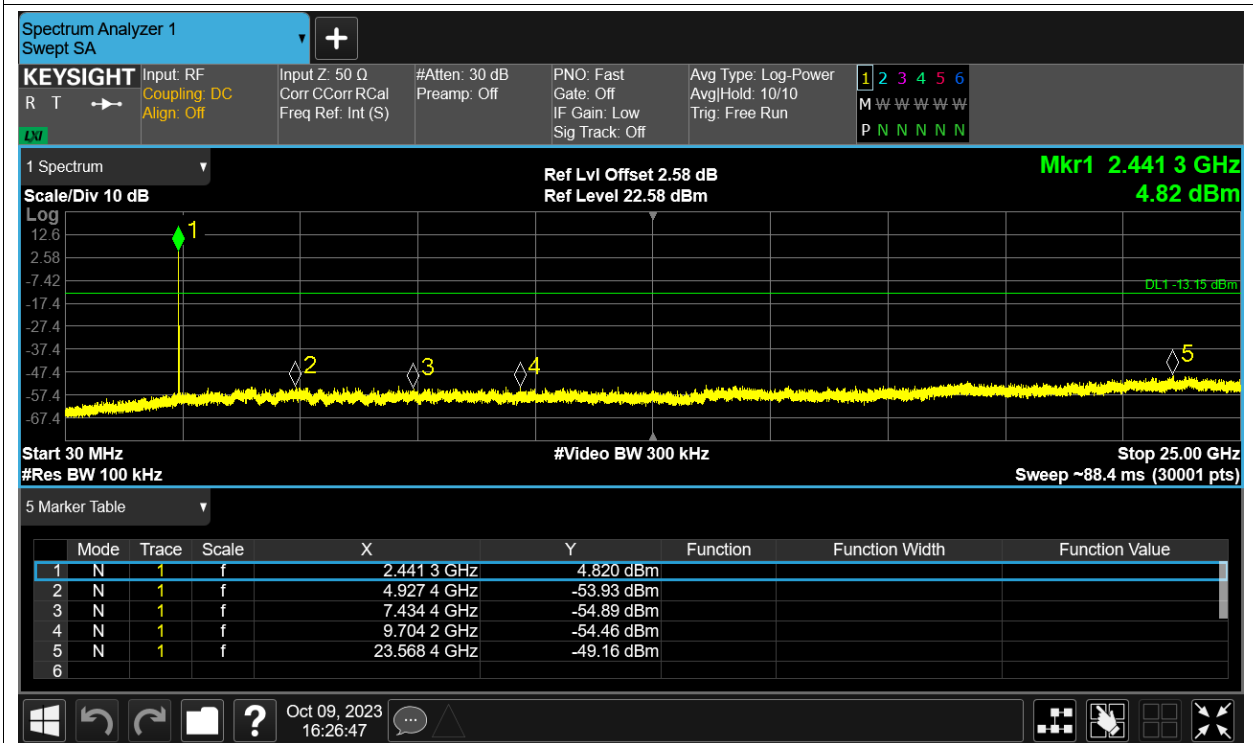 Spectrum Analyzer 1
Swept SA
KEYSIGHT Input: RF Input Z: 50 Ω #Atten: 30 dB PNO: Fast Avg Type: Log-Power 1 2 3 4 5 6
R T Coupling: DC Corr CCorr RCal Preamp: Off Gate: Off Avg|Hold: 10/10 M W W W W W
Align: Off Freq Ref: Int (S) IF Gain: Low Trig: Free Run
LXI Sig Track: Off P N N N N N
1 Spectrum Ref Lvl Offset 2.58 dB Mkr1 2.441 3 GHz
Scale/Div 10 dB Ref Level 22.58 dBm 4.82 dBm
Log
1
12.6
2.58
-7.42
DL1 -13.15 dBm
-17.4
-27.4
-37.4
2 3 4 5
-47.4
-57.4
-67.4
Start 30 MHz #Video BW 300 kHz Stop 25.00 GHz
#Res BW 100 kHz Sweep ~88.4 ms (30001 pts)
5 Marker Table
Mode Trace Scale X Y Function Function Width Function Value
1 N 1 f 2.441 3 GHz 4.820 dBm
2 N 1 f 4.927 4 GHz -53.93 dBm
3 N 1 f 7.434 4 GHz -54.89 dBm
4 N 1 f 9.704 2 GHz -54.46 dBm
5 N 1 f 23.568 4 GHz -49.16 dBm
6
? Oct 09, 2023
16:26:47